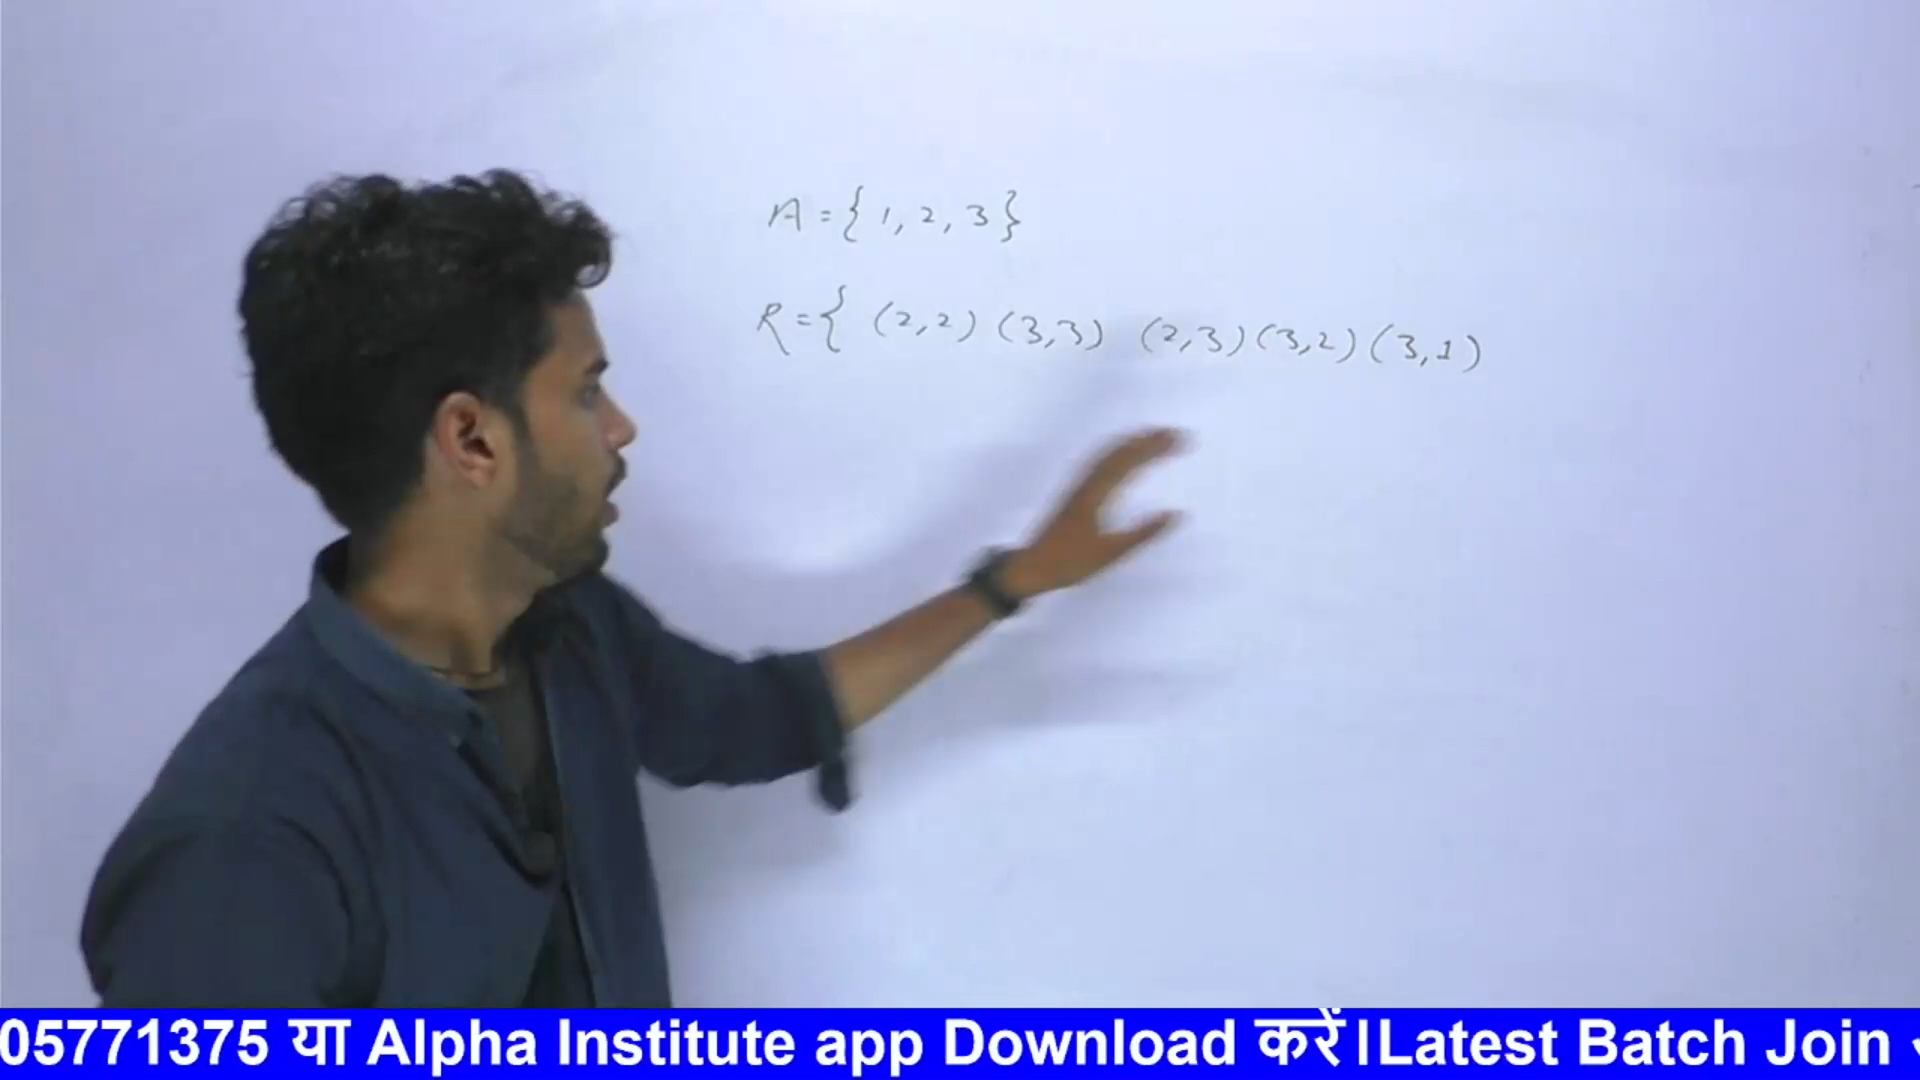 A = { 1, 2, 3 }
R = { (2,2) (3,3) (2,3) (3,2) (3,1)
05771375 या Alpha Institute app Download करें।Latest Batch Join